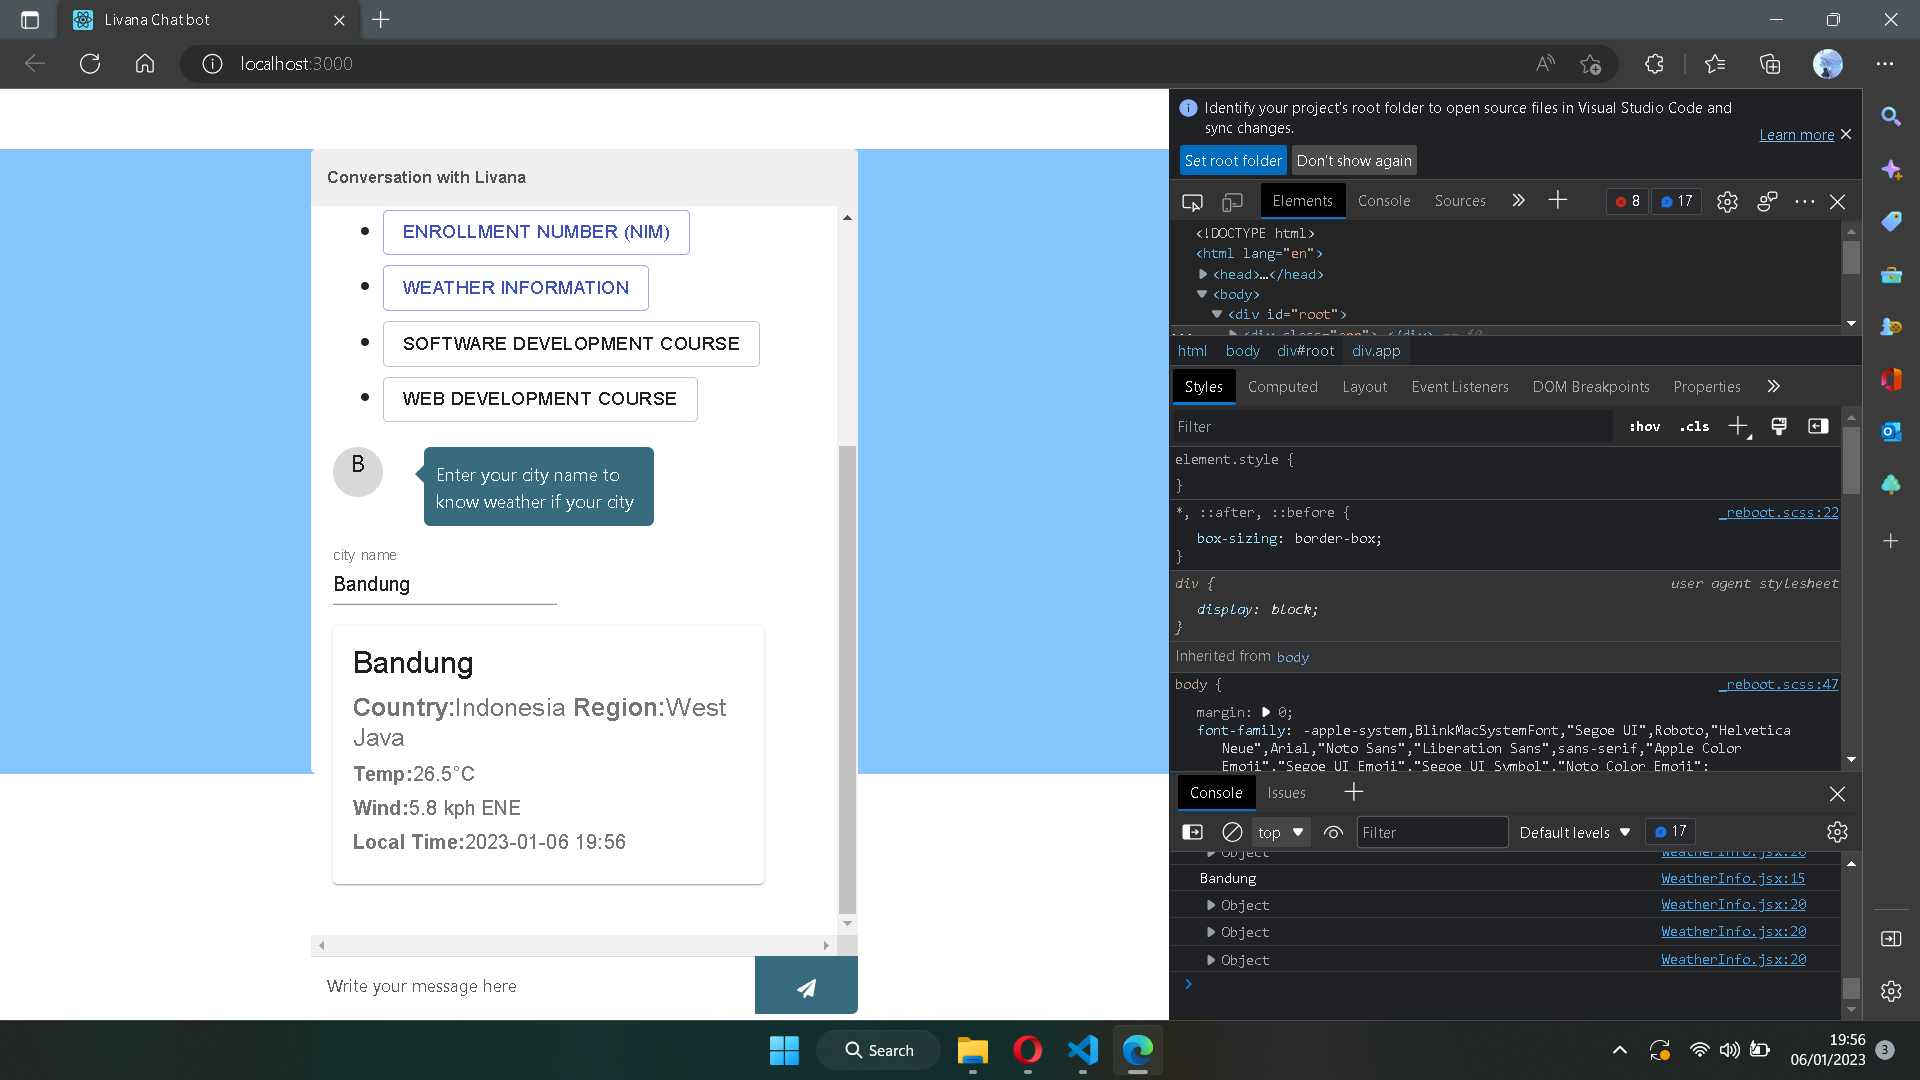 Livana Chatbot
localhost:3000
Conversation with Livana
ENROLLMENT NUMBER (NIM)
WEATHER INFORMATION
SOFTWARE DEVELOPMENT COURSE
WEB DEVELOPMENT COURSE
B
Enter your city name to
know weather if your city
city name
Bandung
Bandung
Country:Indonesia Region:West
Java
Temp:26.5°C
Wind:5.8 kph ENE
Local Time:2023-01-06 19:56
Write your message here
Identify your project's root folder to open source files in Visual Studio Code and
sync changes.
Learn more
Set root folder Don't show again
Elements Console Sources 8 17
<!DOCTYPE html>
<html lang="en">
<head>…</head>
<body>
<div id="root">
<div class="app">…</div> == $0
html body div#root div.app
Styles Computed Layout Event Listeners DOM Breakpoints Properties
Filter :hov .cls
element.style {
}
*, ::after, ::before { _reboot.scss:22
box-sizing: border-box;
}
div { user agent stylesheet
display: block;
}
Inherited from body
body { _reboot.scss:47
margin: 0;
font-family: -apple-system,BlinkMacSystemFont,"Segoe UI",Roboto,"Helvetica
Neue",Arial,"Noto Sans","Liberation Sans",sans-serif,"Apple Color
Emoji","Segoe UI Emoji","Segoe UI Symbol","Noto Color Emoji";
Console Issues
top Filter Default levels 17
Object WeatherInfo.jsx:20
Bandung WeatherInfo.jsx:15
Object WeatherInfo.jsx:20
Object WeatherInfo.jsx:20
Object WeatherInfo.jsx:20
Search
19:56
06/01/2023
3